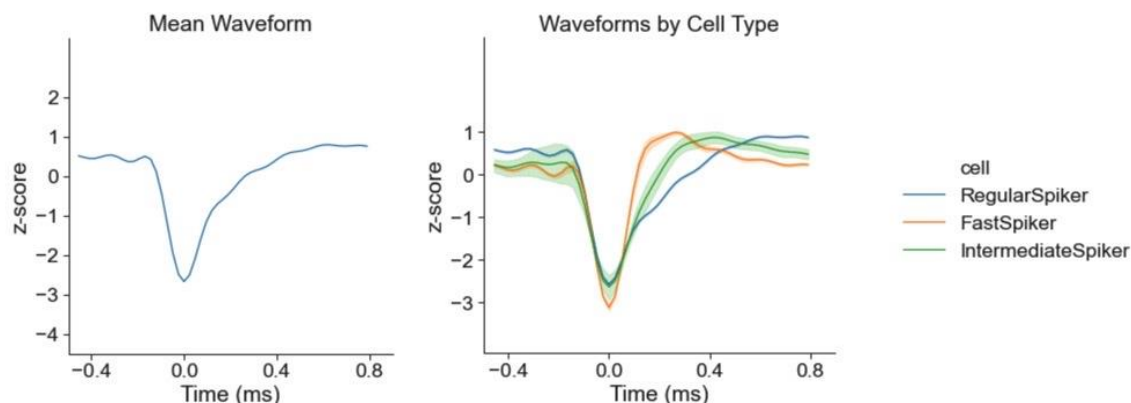 Mean Waveform
2
1
0
−1
−2
−3
−4
z-score
−0.4 0.0 0.4 0.8
Time (ms)
Waveforms by Cell Type
1
0
−1
−2
−3
z-score
−0.4 0.0 0.4 0.8
Time (ms)
cell
RegularSpiker
FastSpiker
IntermediateSpiker